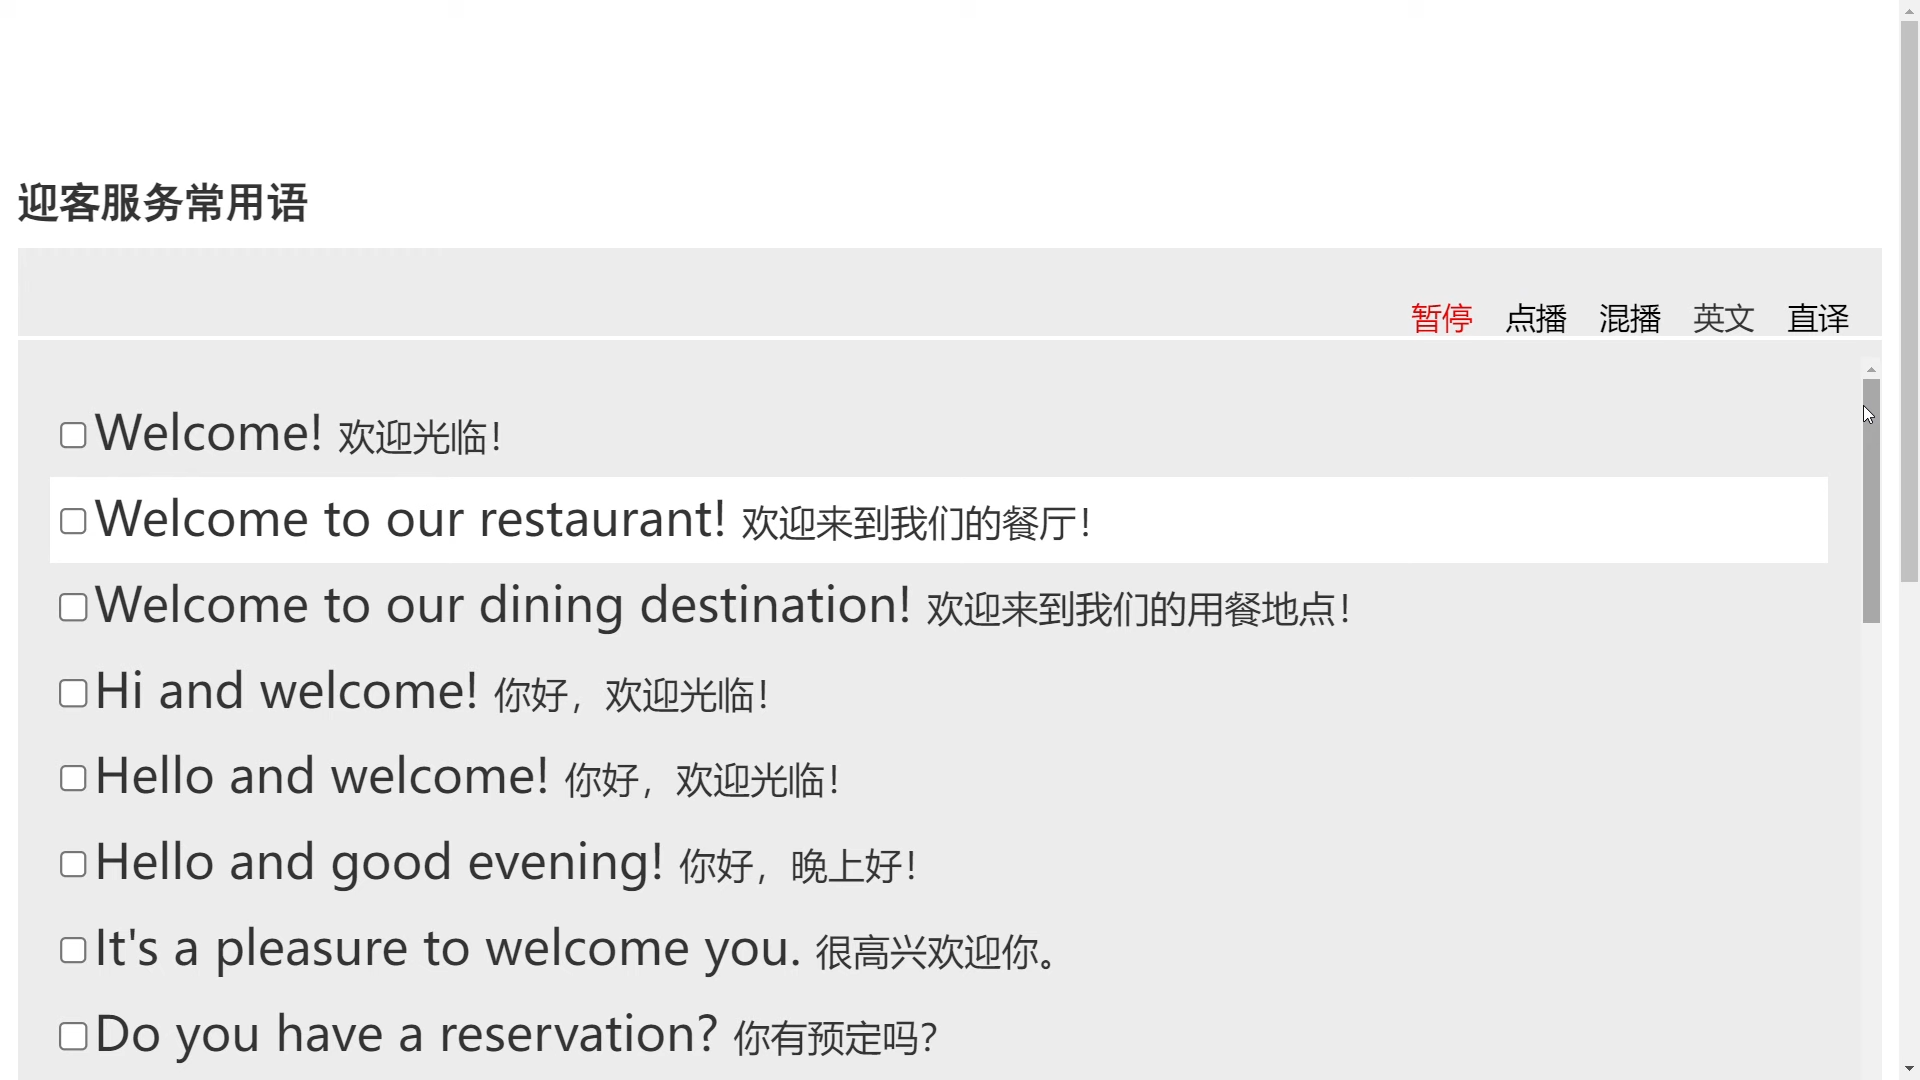 迎客服务常用语
暂停 点播 混播 英文 直译
Welcome! 欢迎光临!
Welcome to our restaurant! 欢迎来到我们的餐厅!
Welcome to our dining destination! 欢迎来到我们的用餐地点!
Hi and welcome! 你好，欢迎光临!
Hello and welcome! 你好，欢迎光临!
Hello and good evening! 你好，晚上好!
It's a pleasure to welcome you. 很高兴欢迎你。
Do you have a reservation? 你有预定吗?